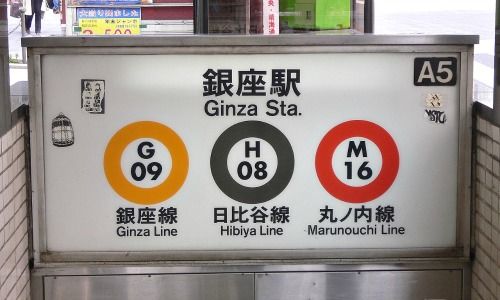 銀座駅
Ginza Sta.
A5
G
09
H
08
M
16
銀座線
Ginza Line
日比谷線
Hibiya Line
丸ノ内線
Marunouchi Line